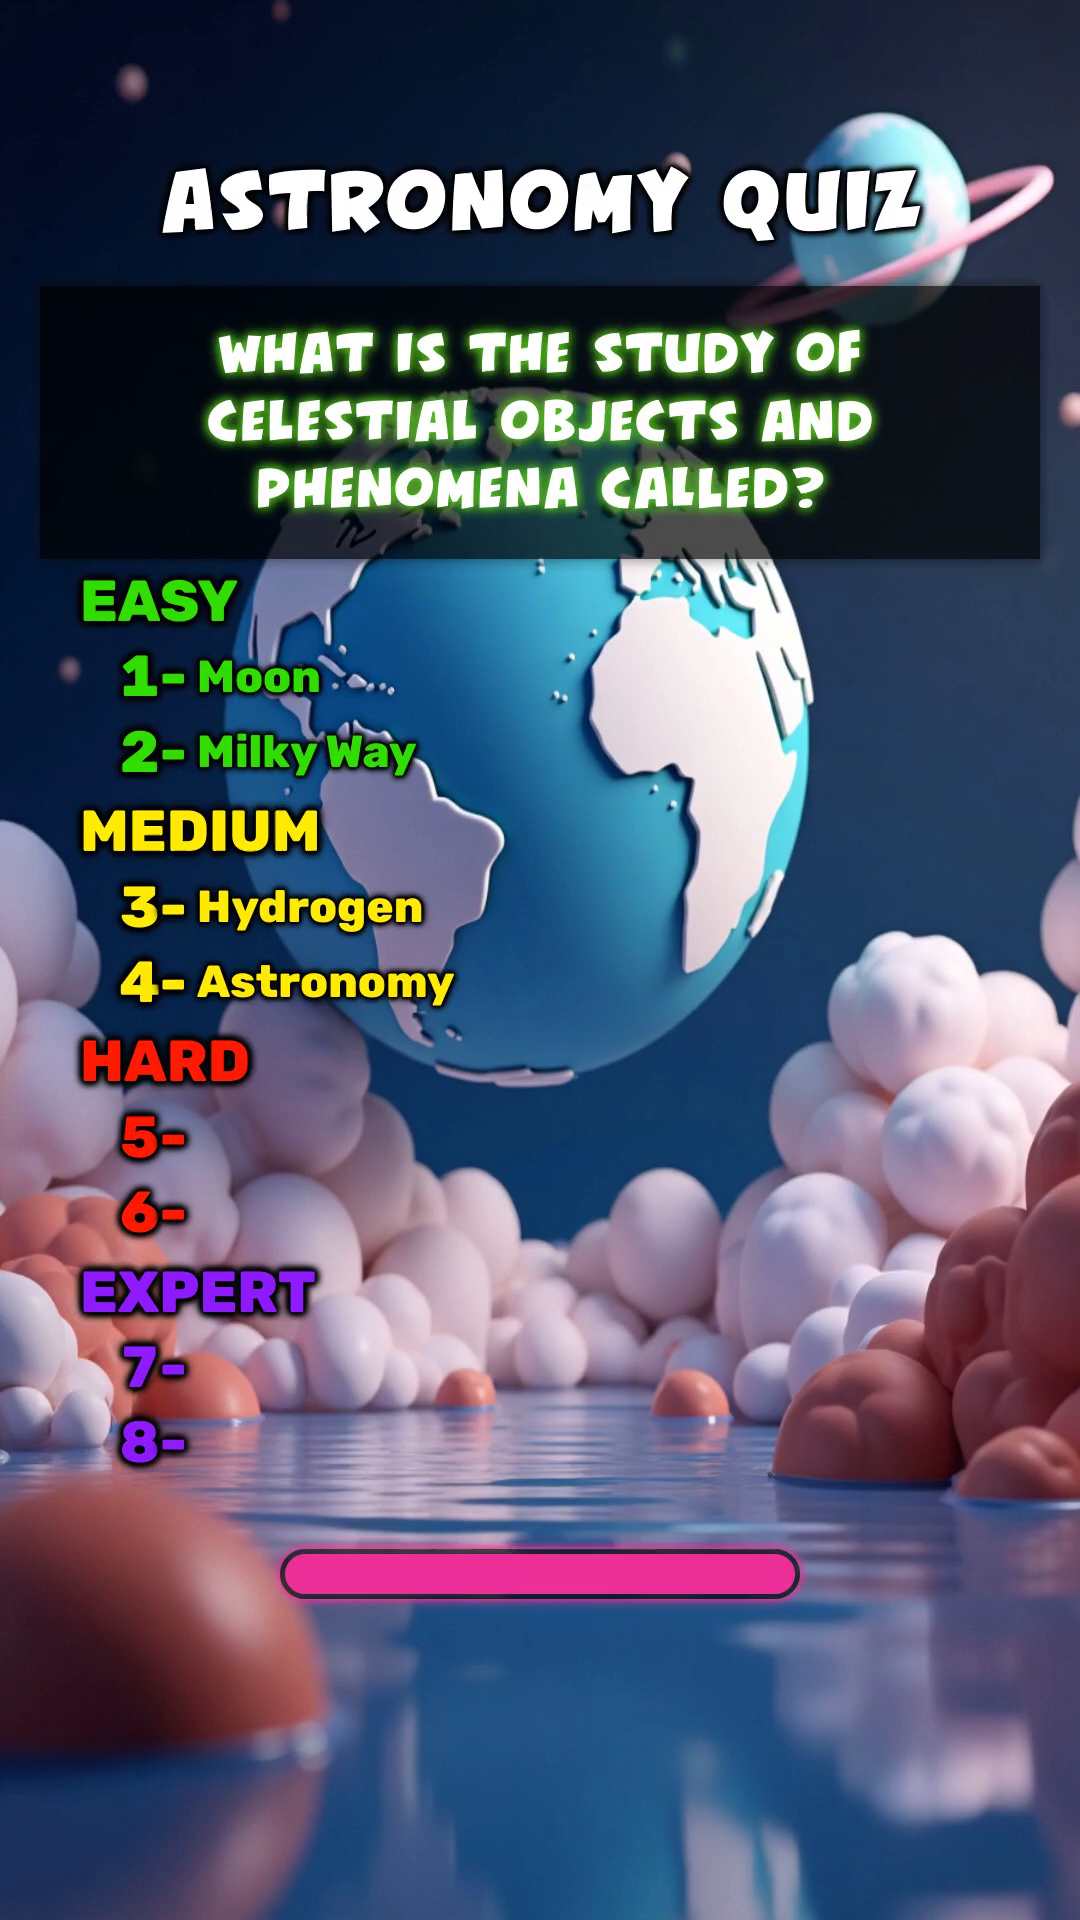 ASTRONOMY QUIZ
WHAT IS THE STUDY OF
CELESTIAL OBJECTS AND
PHENOMENA CALLED?
EASY
1- Moon
2- Milky Way
MEDIUM
3- Hydrogen
4- Astronomy
HARD
5-
6-
EXPERT
7-
8-